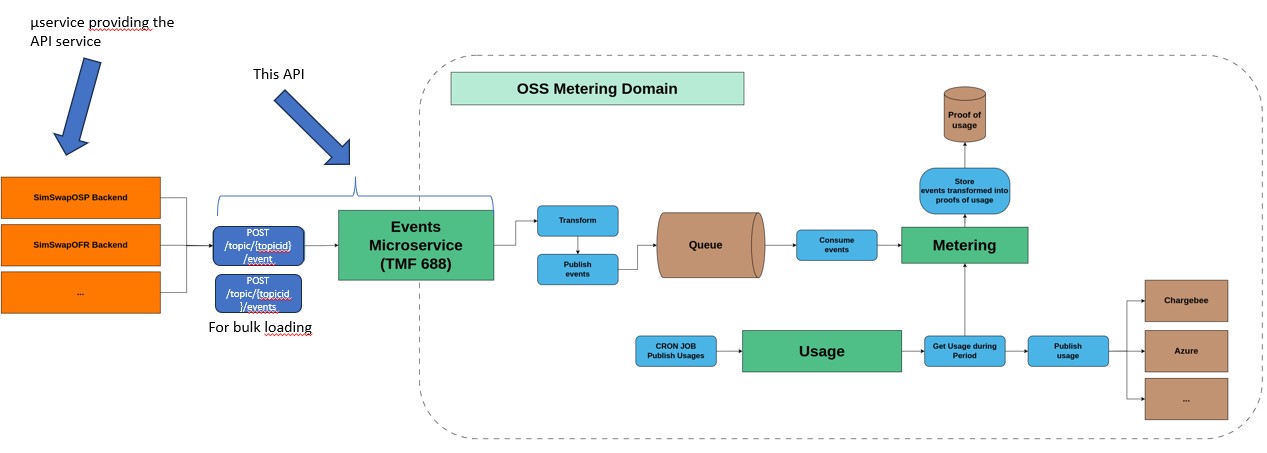 µservice providing the
API service
This API
OSS Metering Domain
Proof of
usage
Store
events transformed into
proofs of usage
SimSwapOSP Backend
SimSwapOFR Backend
...
POST
/topic/{topicid}
/event
POST
/topic/{topicid
}/events
For bulk loading
Events
Microservice
(TMF 688)
Transform
Publish
events
Queue
Consume
events
Metering
CRON JOB
Publish Usages
Usage
Get Usage during
Period
Publish
usage
Chargebee
Azure
...